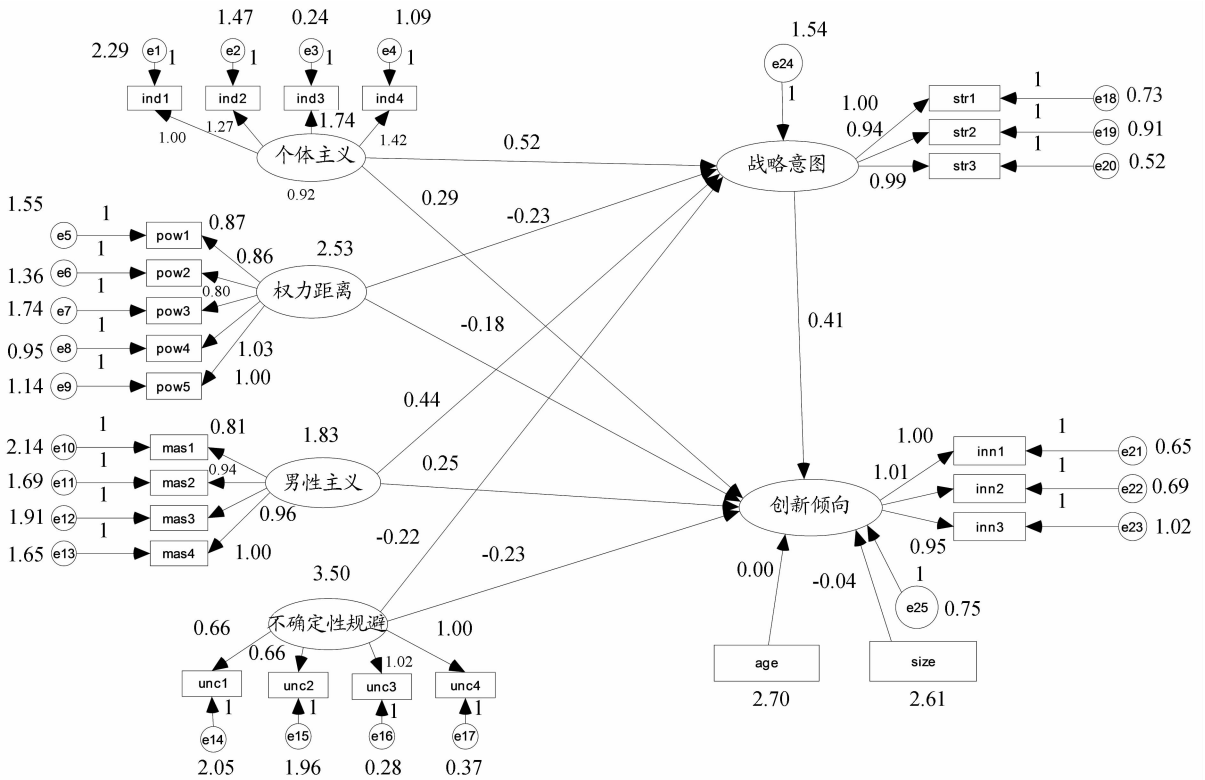 1.47 0.24 1.09
2.29 e1 1 e2 1 e3 1 e4 1
ind1 ind2 ind3 ind4
1.00 1.27 1.74 1.42
个体主义
0.92
1.54
e24
1
战略意图
1.00 str1 1 e18 0.73
0.94 str2 1 e19 0.91
0.99 str3 1 e20 0.52
0.52
0.29
-0.23
-0.18
0.41
0.44
0.25
-0.22
-0.23
1.55
e5 1 pow1 0.87
1.36 e6 1 pow2 0.86
1.74 e7 1 pow3 0.80
0.95 e8 1 pow4 1.03
1.14 e9 1 pow5 1.00
2.53
权力距离
2.14 e10 1 mas1 0.81
1.69 e11 1 mas2 0.94
1.91 e12 1 mas3 0.96
1.65 e13 1 mas4 1.00
1.83
男性主义
3.50
不确定性规避
0.66 0.66 1.02 1.00
unc1 unc2 unc3 unc4
1 1 1 1
e14 e15 e16 e17
2.05 1.96 0.28 0.37
创新倾向
1.00 inn1 1 e21 0.65
1.01 inn2 1 e22 0.69
0.95 inn3 1 e23 1.02
0.00 -0.04 1
e25 0.75
age size
2.70 2.61